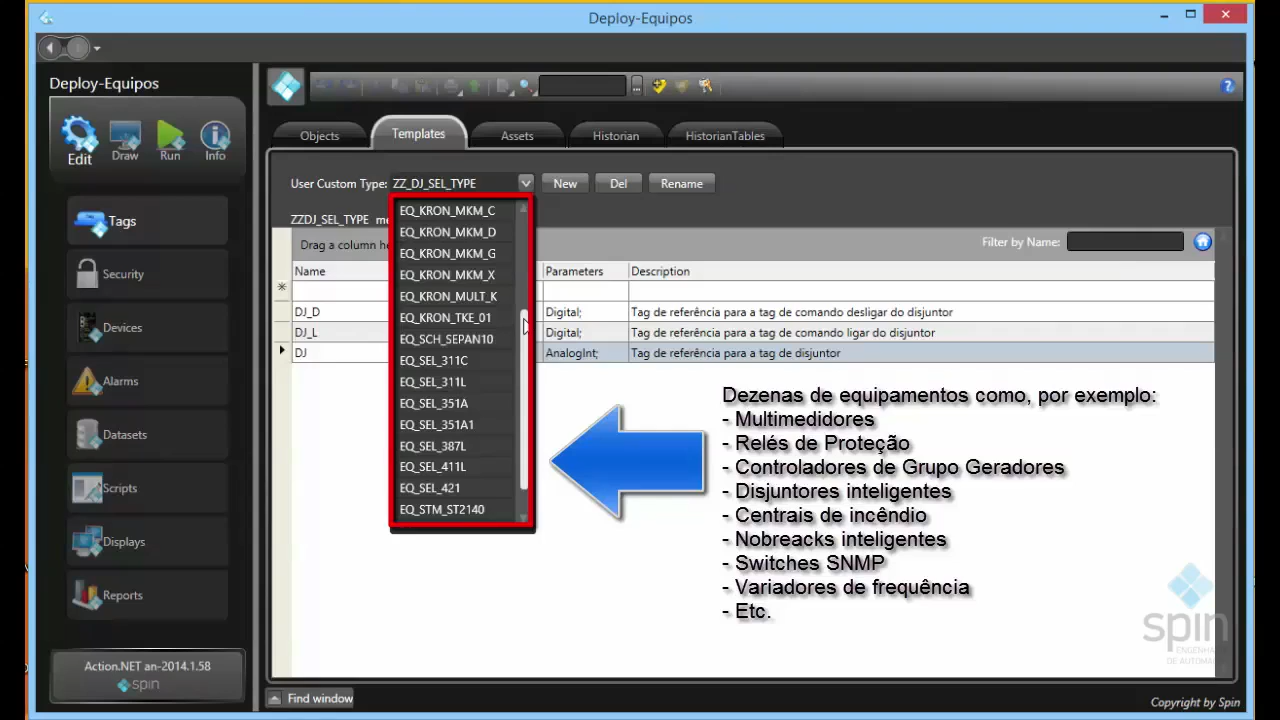 Deploy-Equipos
Deploy-Equipos
Edit
Draw
Run
Info
Tags
Security
Devices
Alarms
Datasets
Scripts
Displays
Reports
Action.NET an-2014.1.58
spin
Objects
Templates
Assets
Historian
HistorianTables
User Custom Type: ZZ_DJ_SEL_TYPE
New
Del
Rename
ZZDJ_SEL_TYPE me
Drag a column he
Filter by Name:
Name
Parameters
Description
DJ_D
Digital;
Tag de referência para a tag de comando desligar do disjuntor
DJ_L
Digital;
Tag de referência para a tag de comando ligar do disjuntor
DJ
AnalogInt;
Tag de referência para a tag de disjuntor
EQ_KRON_MKM_C
EQ_KRON_MKM_D
EQ_KRON_MKM_G
EQ_KRON_MKM_X
EQ_KRON_MULT_K
EQ_KRON_TKE_01
EQ_SCH_SEPAN10
EQ_SEL_311C
EQ_SEL_311L
EQ_SEL_351A
EQ_SEL_351A1
EQ_SEL_387L
EQ_SEL_411L
EQ_SEL_421
EQ_STM_ST2140
Dezenas de equipamentos como, por exemplo:
- Multimedidores
- Relés de Proteção
- Controladores de Grupo Geradores
- Disjuntores inteligentes
- Centrais de incêndio
- Nobreacks inteligentes
- Switches SNMP
- Variadores de frequência
- Etc.
spin
ENGENHARIA
DE AUTOMA
Find window
Copyright by Spin